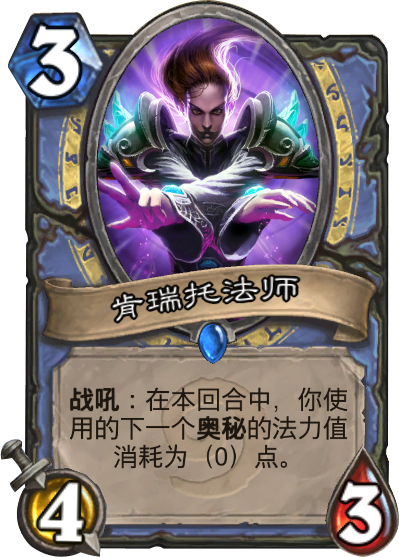 3
肯瑞托法师
战吼：在本回合中，你使
用的下一个奥秘的法力值
消耗为（0）点。
4
3